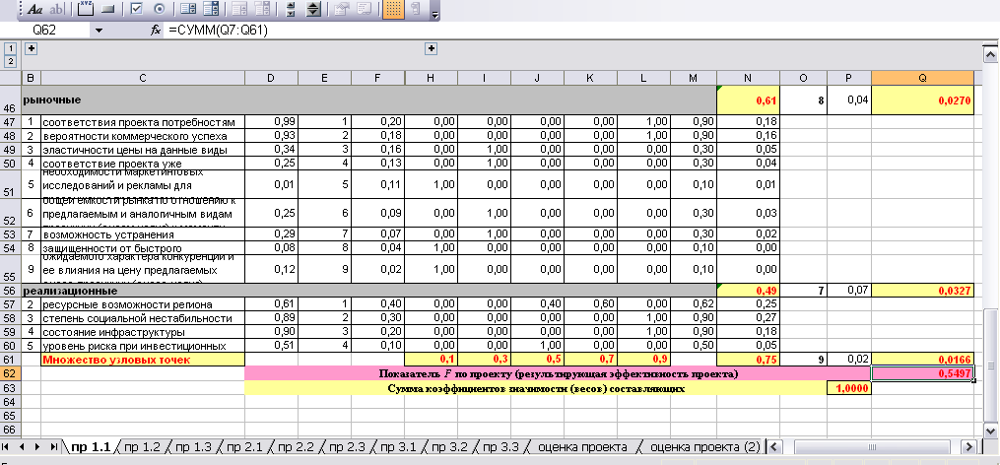 Aa ab|
Q62 fx =СУММ(Q7:Q61)
1
2
B C D E F H I J K L M N O P Q
46 рыночные 0,61 8 0,04 0,0270
47 1 соответствия проекта потребностям 0,99 1 0,20 0,00 0,00 0,00 0,00 1,00 0,90 0,18
48 2 вероятности коммерческого успеха 0,93 2 0,18 0,00 0,00 0,00 0,00 1,00 0,90 0,16
49 3 эластичности цены на данные виды 0,34 3 0,16 0,00 1,00 0,00 0,00 0,00 0,30 0,05
50 4 соответствие проекта уже 0,25 4 0,13 0,00 1,00 0,00 0,00 0,00 0,30 0,04
необходимости маркетинговых
51 5 исследований и рекламы для 0,01 5 0,11 1,00 0,00 0,00 0,00 0,00 0,10 0,01
общей емкости рынка по отношению к
52 6 предлагаемым и аналогичным видам 0,25 6 0,09 0,00 1,00 0,00 0,00 0,00 0,30 0,03
53 7 возможность устранения 0,29 7 0,07 0,00 1,00 0,00 0,00 0,00 0,30 0,02
54 8 защищенности от быстрого 0,08 8 0,04 1,00 0,00 0,00 0,00 0,00 0,10 0,00
ожидаемого характера конкуренции и
55 9 ее влияния на цену предлагаемых 0,12 9 0,02 1,00 0,00 0,00 0,00 0,00 0,10 0,00
56 реализационные 0,49 7 0,07 0,0327
57 2 ресурсные возможности региона 0,61 1 0,40 0,00 0,00 0,40 0,60 0,00 0,62 0,25
58 3 степень социальной нестабильности 0,89 2 0,30 0,00 0,00 0,00 0,00 1,00 0,90 0,27
59 4 состояние инфраструктуры 0,90 3 0,20 0,00 0,00 0,00 0,00 1,00 0,90 0,18
60 5 уровень риска при инвестиционных 0,51 4 0,10 0,00 0,00 1,00 0,00 0,00 0,50 0,05
61 Множество узловых точек 0,1 0,3 0,5 0,7 0,9 0,75 9 0,02 0,0166
62 Показатель F по проекту (результирующая эффективность проекта) 0,5497
63 Сумма коэффициентов значимости (весов) составляющих 1,0000
64
65
66
пр 1.1 пр 1.2 пр 1.3 пр 2.1 пр 2.2 пр 2.3 пр 3.1 пр 3.2 пр 3.3 оценка проекта оценка проекта (2)